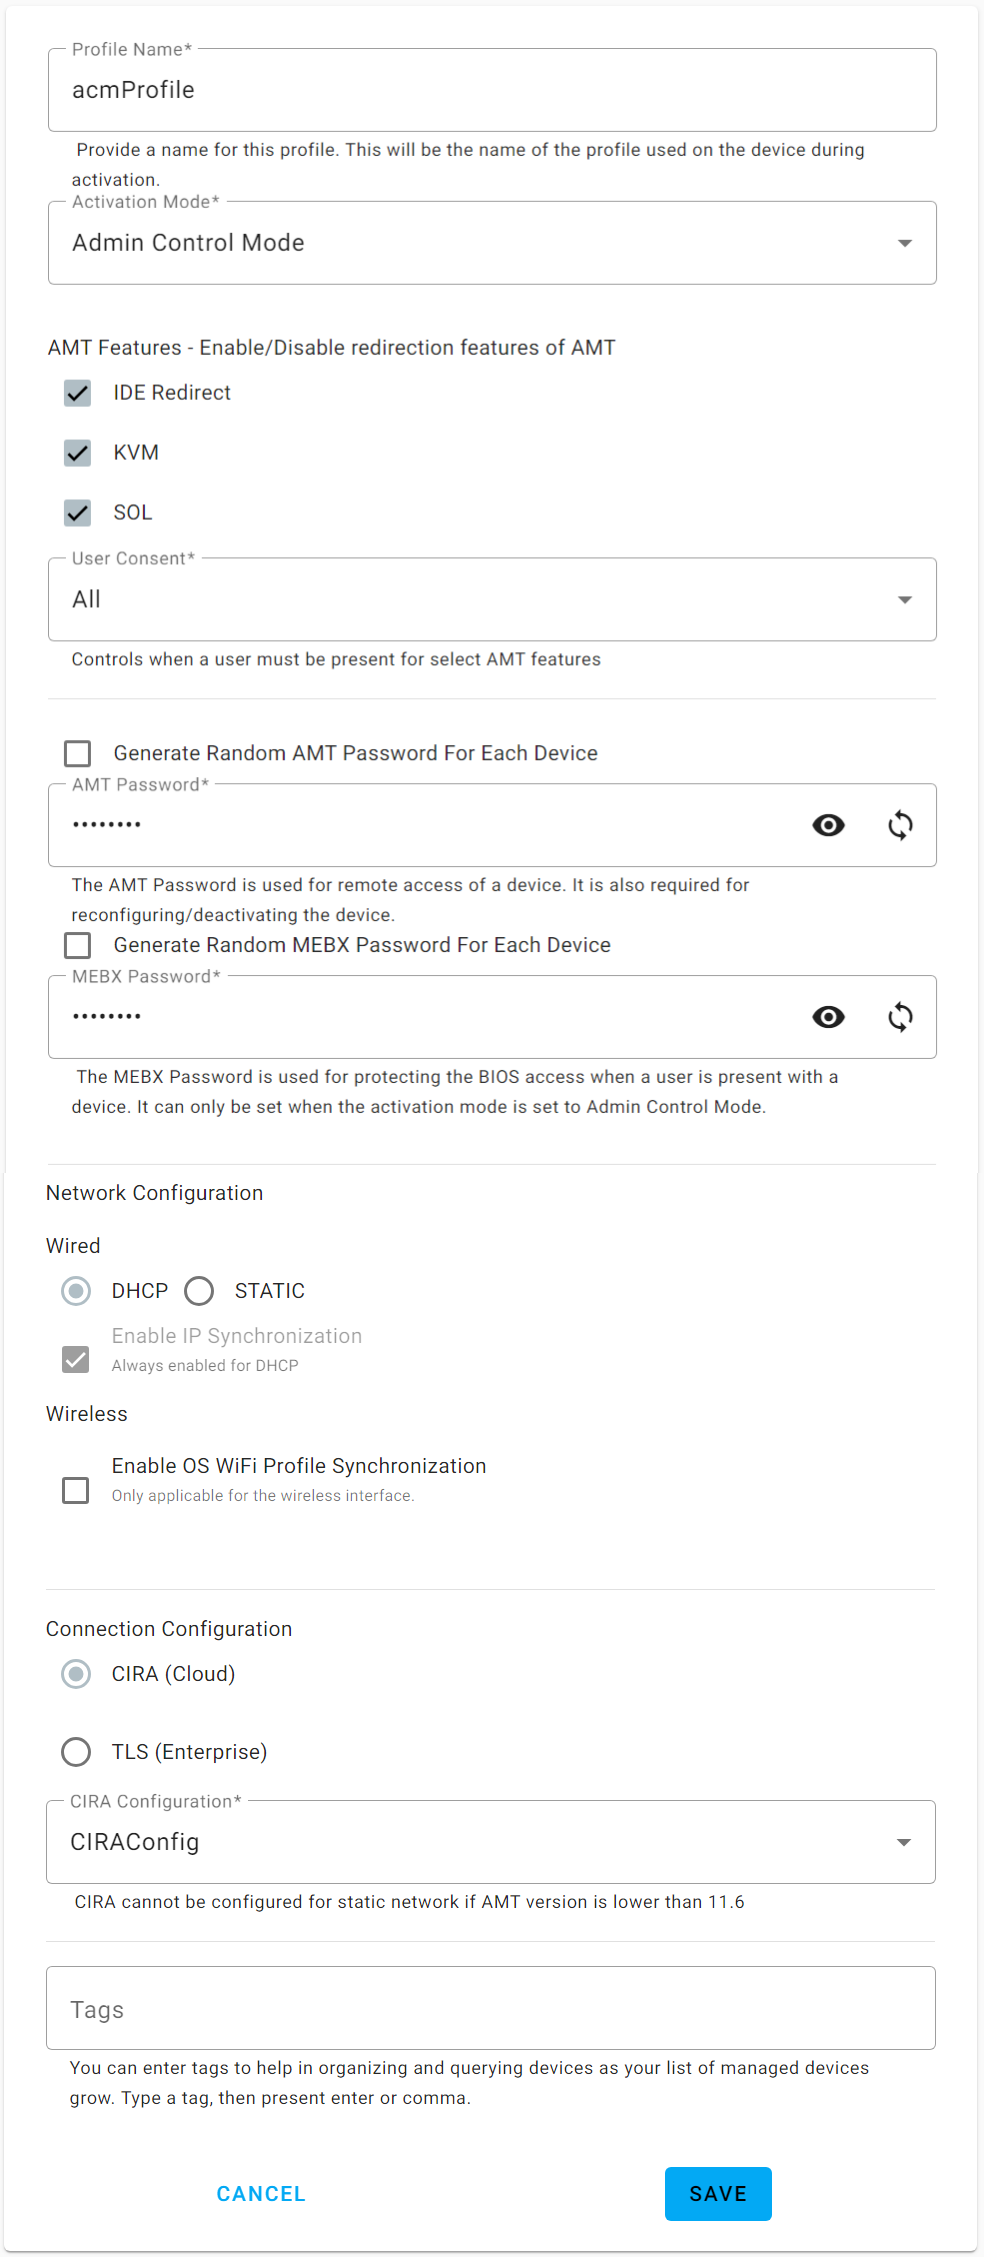 Profile Name*
acmProfile
Provide a name for this profile. This will be the name of the profile used on the device during
activation.
Activation Mode*
Admin Control Mode
AMT Features - Enable/Disable redirection features of AMT
IDE Redirect
KVM
SOL
User Consent*
All
Controls when a user must be present for select AMT features
Generate Random AMT Password For Each Device
AMT Password*
••••••••
The AMT Password is used for remote access of a device. It is also required for
reconfiguring/deactivating the device.
Generate Random MEBX Password For Each Device
MEBX Password*
••••••••
The MEBX Password is used for protecting the BIOS access when a user is present with a
device. It can only be set when the activation mode is set to Admin Control Mode.
Network Configuration
Wired
DHCP STATIC
Enable IP Synchronization
Always enabled for DHCP
Wireless
Enable OS WiFi Profile Synchronization
Only applicable for the wireless interface.
Connection Configuration
CIRA (Cloud)
TLS (Enterprise)
CIRA Configuration*
CIRAConfig
CIRA cannot be configured for static network if AMT version is lower than 11.6
Tags
You can enter tags to help in organizing and querying devices as your list of managed devices
grow. Type a tag, then present enter or comma.
CANCEL SAVE